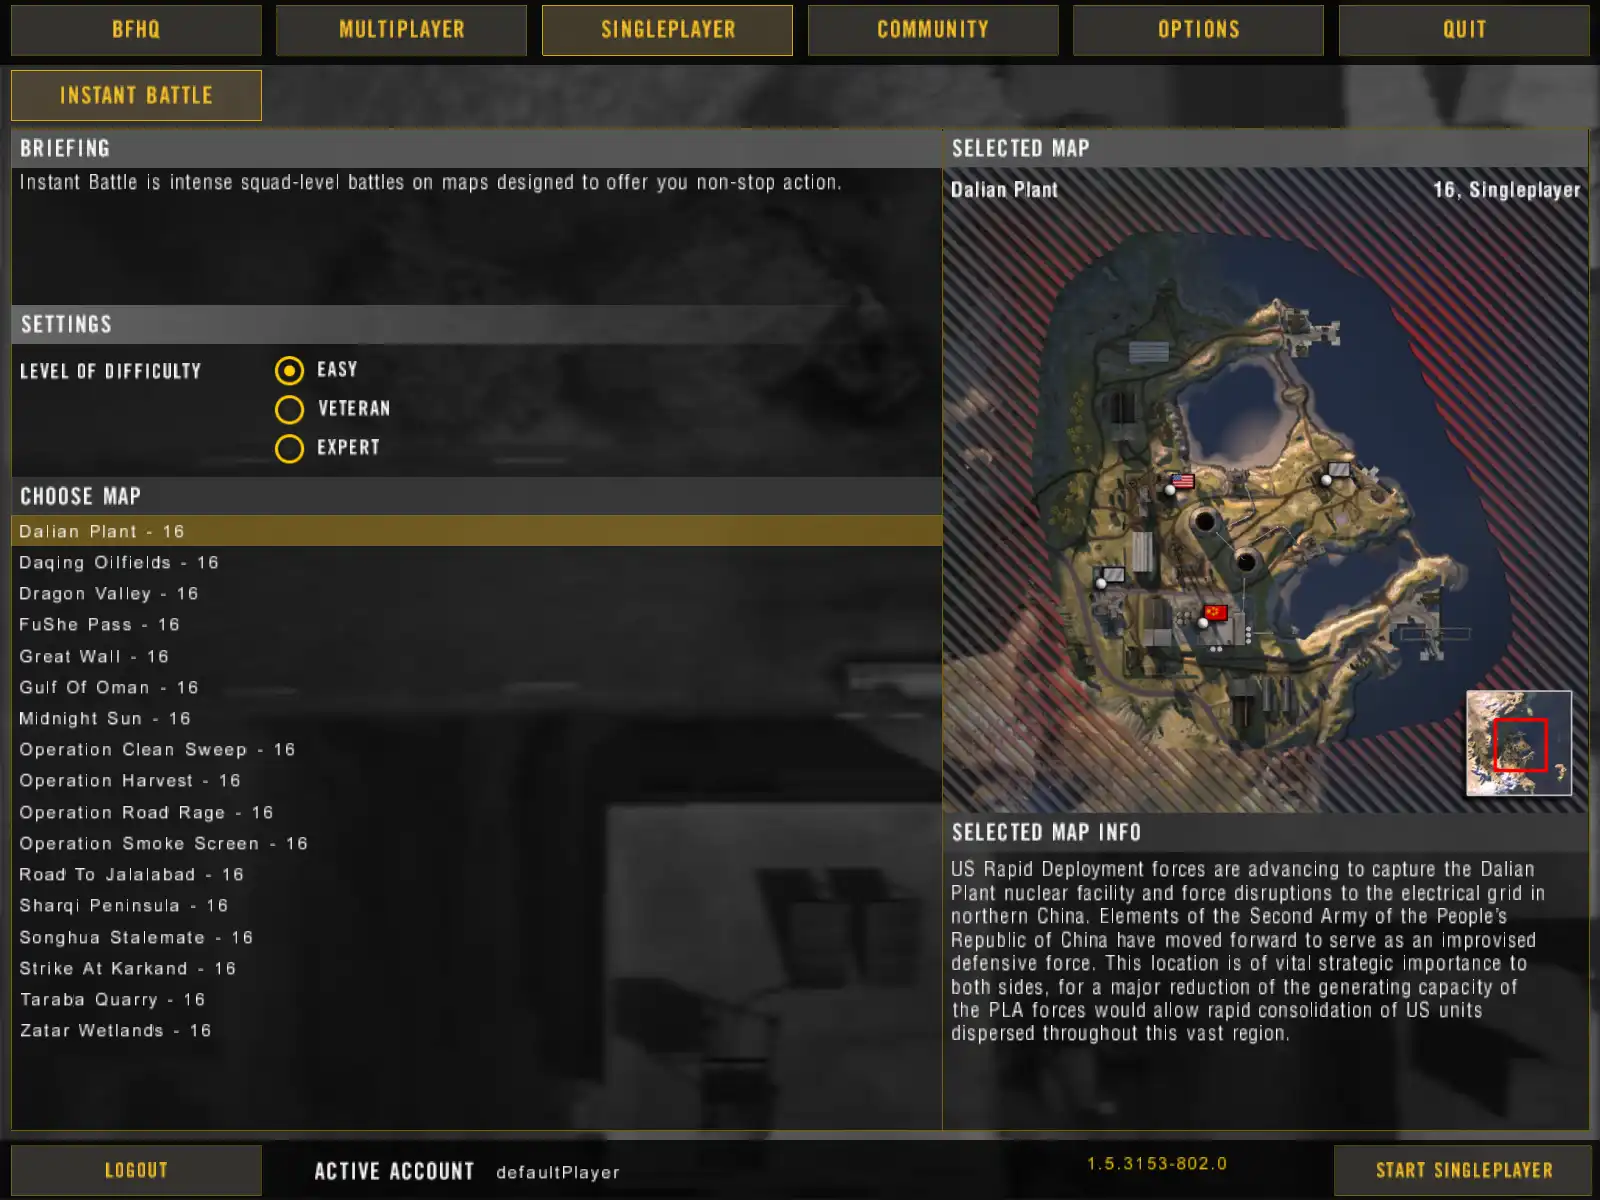 BFHQ
MULTIPLAYER
SINGLEPLAYER
COMMUNITY
OPTIONS
QUIT
INSTANT BATTLE
BRIEFING
Instant Battle is intense squad-level battles on maps designed to offer you non-stop action.
SETTINGS
LEVEL OF DIFFICULTY
EASY
VETERAN
EXPERT
CHOOSE MAP
Dalian Plant - 16
Daqing Oilfields - 16
Dragon Valley - 16
FuShe Pass - 16
Great Wall - 16
Gulf Of Oman - 16
Midnight Sun - 16
Operation Clean Sweep - 16
Operation Harvest - 16
Operation Road Rage - 16
Operation Smoke Screen - 16
Road To Jalalabad - 16
Sharqi Peninsula - 16
Songhua Stalemate - 16
Strike At Karkand - 16
Taraba Quarry - 16
Zatar Wetlands - 16
SELECTED MAP
Dalian Plant
16, Singleplayer
SELECTED MAP INFO
US Rapid Deployment forces are advancing to capture the Dalian
Plant nuclear facility and force disruptions to the electrical grid in
northern China. Elements of the Second Army of the People's
Republic of China have moved forward to serve as an improvised
defensive force. This location is of vital strategic importance to
both sides, for a major reduction of the generating capacity of
the PLA forces would allow rapid consolidation of US units
dispersed throughout this vast region.
LOGOUT
ACTIVE ACCOUNT defaultPlayer
1.5.3153-802.0
START SINGLEPLAYER